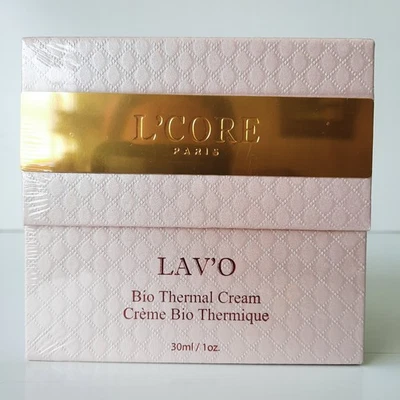 L'CORE
PARIS
LAV'O
Bio Thermal Cream
Crème Bio Thermique
30ml / 1oz.